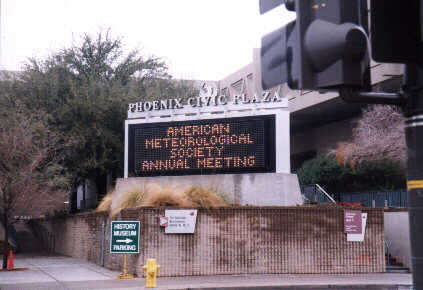 PHOENIX CIVIC PLAZA
AMERICAN
METEOROLOGICAL
SOCIETY
ANNUAL MEETING
HISTORY
MUSEUM
PARKING